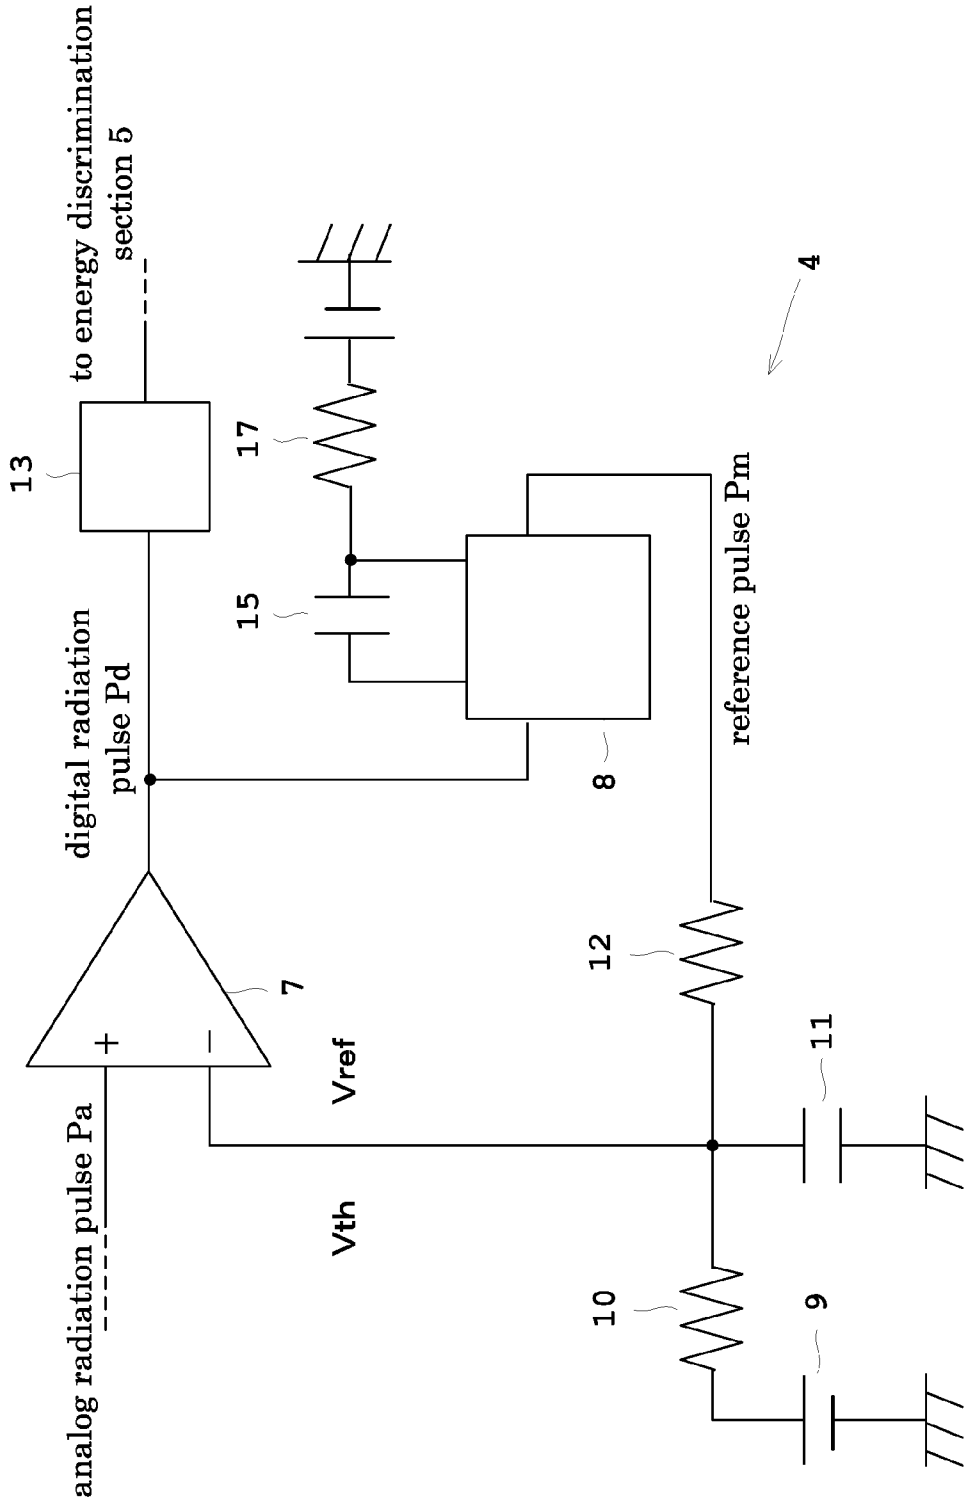 to energy discrimination
section 5
13
17
4
digital radiation
pulse Pd
15
reference pulse Pm
8
7
12
analog radiation pulse Pa
+
−
Vref
Vth
11
10
9